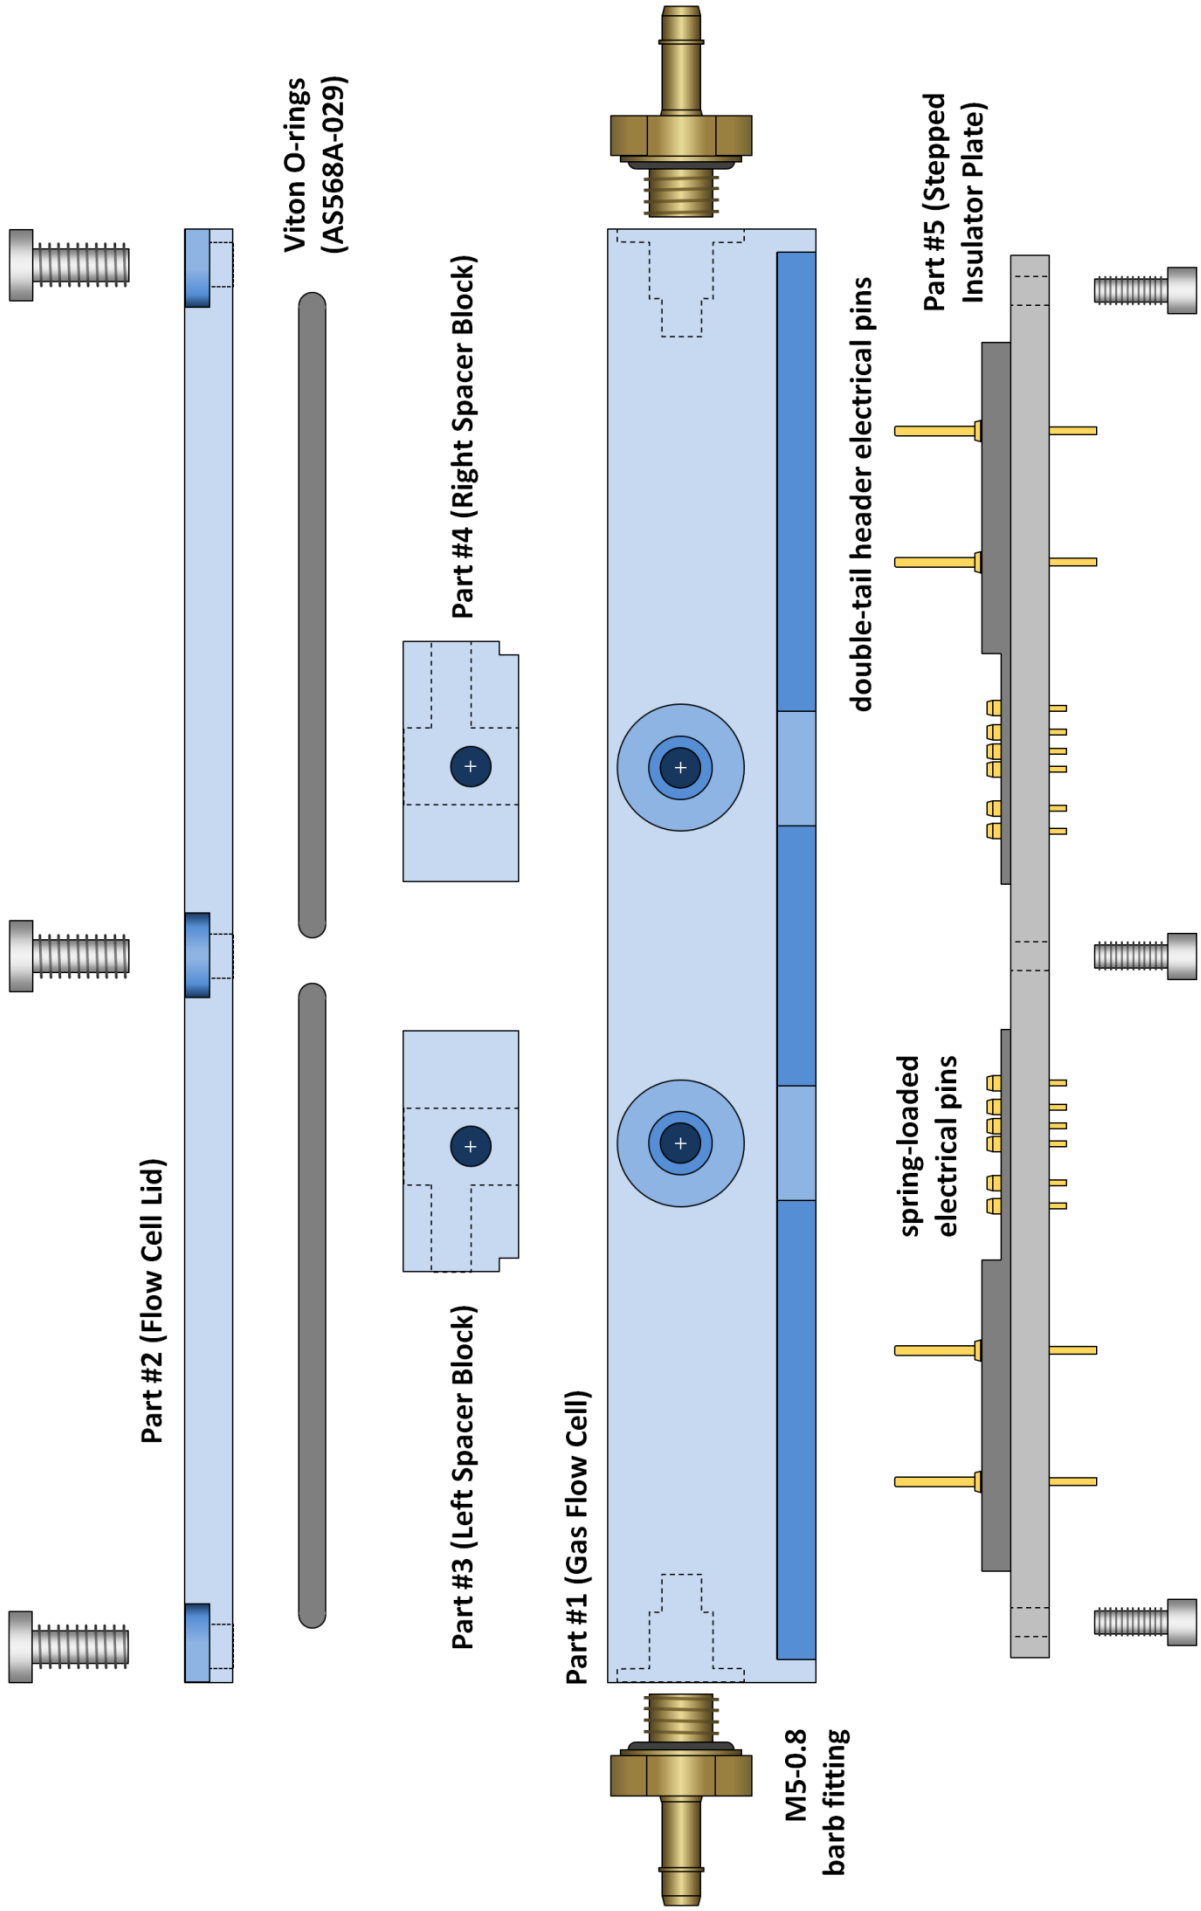 Part #2 (Flow Cell Lid)
Viton O-rings
(AS568A-029)
Part #3 (Left Spacer Block)
Part #4 (Right Spacer Block)
Part #1 (Gas Flow Cell)
M5-0.8
barb fitting
double-tail header electrical pins
spring-loaded
electrical pins
Part #5 (Stepped
Insulator Plate)